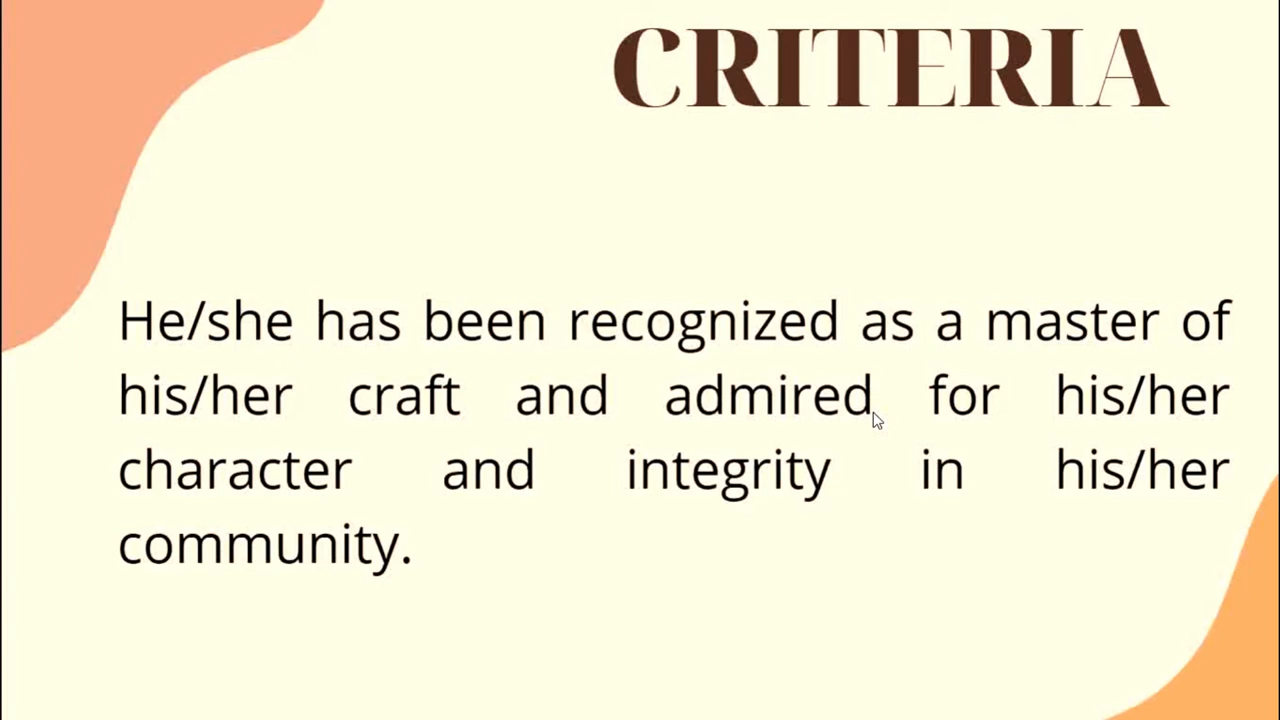 CRITERIA
He/she has been recognized as a master of
his/her craft and admired for his/her
character and integrity in his/her
community.